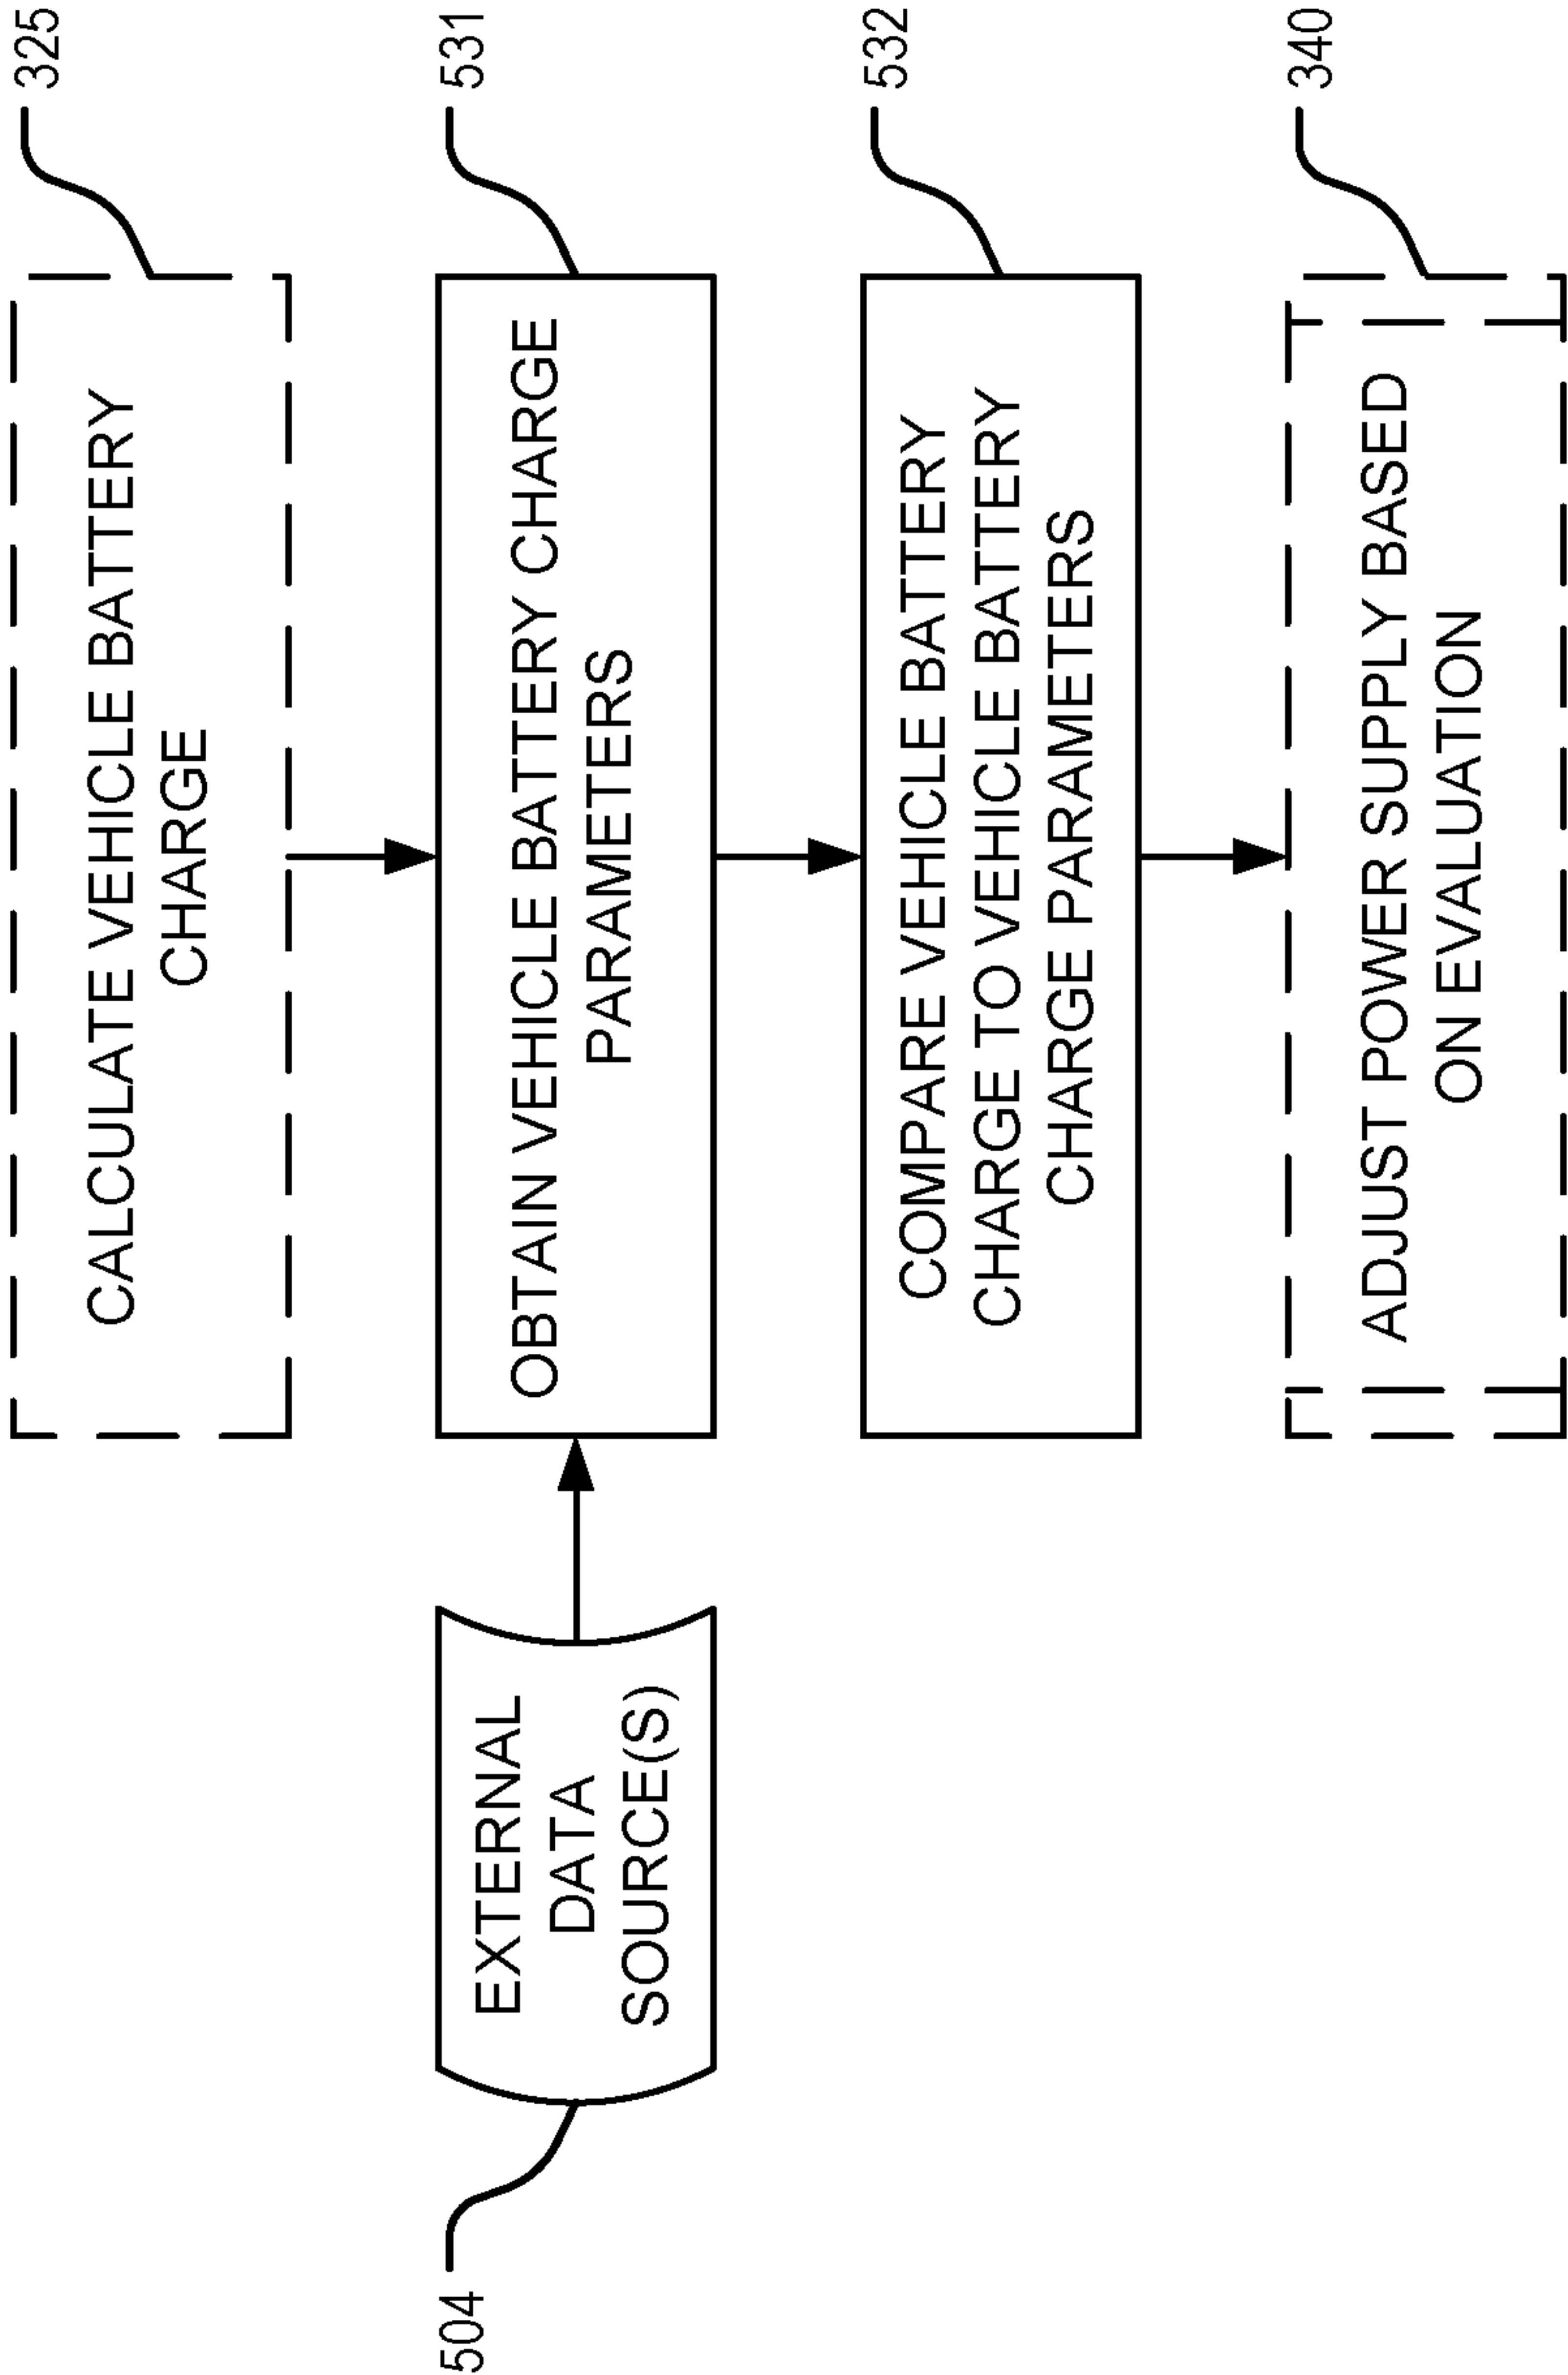 CALCULATE VEHICLE BATTERY
CHARGE
325
EXTERNAL
DATA
SOURCE(S)
504
OBTAIN VEHICLE BATTERY CHARGE
PARAMETERS
531
COMPARE VEHICLE BATTERY
CHARGE TO VEHICLE BATTERY
CHARGE PARAMETERS
532
ADJUST POWER SUPPLY BASED
ON EVALUATION
340